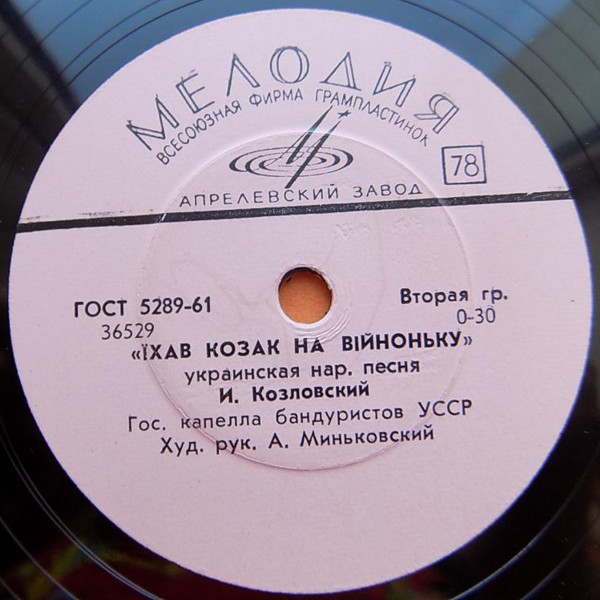 МЕЛОДИЯ
ВСЕСОЮЗНАЯ ФИРМА ГРАМПЛАСТИНОК
78
АПРЕЛЕВСКИЙ ЗАВОД
ГОСТ 5289-61
Вторая гр.
36529
0-30
«ЇХАВ КОЗАК НА ВІЙНОНЬКУ»
украинская нар. песня
И. Козловский
Гос. капелла бандуристов УССР
Худ. рук. А. Миньковский